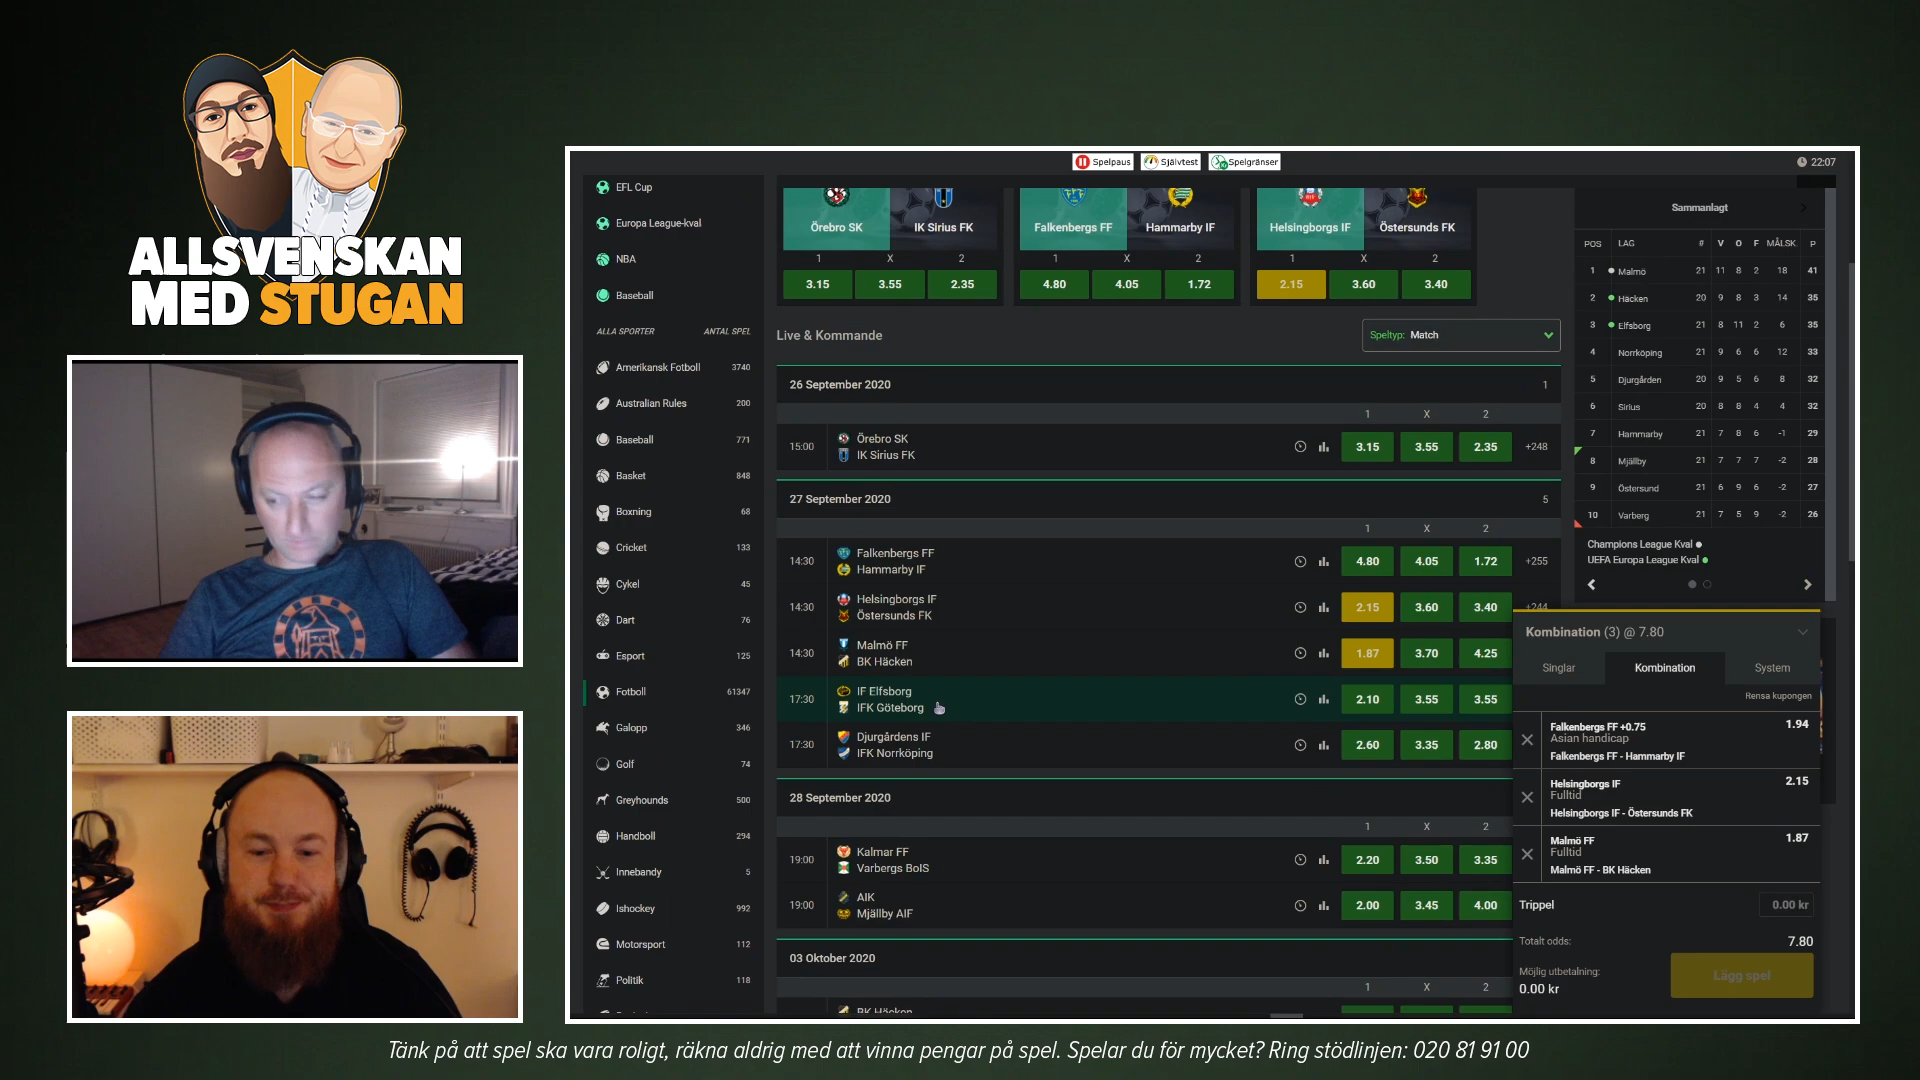 ALLSVENSKAN
MED STUGAN
Spelpaus
Självtest
Spelgränser
22:07
EFL Cup
Europa League-kval
NBA
Baseball
ALLA SPORTER ANTAL SPEL
Amerikansk Fotboll 3740
Australian Rules 200
Baseball 771
Basket 848
Boxning 68
Cricket 133
Cykel 45
Dart 76
Esport 125
Fotboll 61347
Galopp 346
Golf 74
Greyhounds 500
Handboll 294
Innebandy 5
Ishockey 992
Motorsport 112
Politik 118
Örebro SK IK Sirius FK
1 X 2
3.15 3.55 2.35
Falkenbergs FF Hammarby IF
1 X 2
4.80 4.05 1.72
Helsingborgs IF Östersunds FK
1 X 2
2.15 3.60 3.40
Live & Kommande
Speltyp: Match
26 September 2020 1
1 X 2
15:00 Örebro SK
IK Sirius FK
3.15 3.55 2.35 +248
27 September 2020 5
1 X 2
14:30 Falkenbergs FF
Hammarby IF
4.80 4.05 1.72 +255
14:30 Helsingborgs IF
Östersunds FK
2.15 3.60 3.40 +244
14:30 Malmö FF
BK Häcken
1.87 3.70 4.25
17:30 IF Elfsborg
IFK Göteborg
2.10 3.55 3.55
17:30 Djurgårdens IF
IFK Norrköping
2.60 3.35 2.80
28 September 2020
1 X 2
19:00 Kalmar FF
Varbergs BoIS
2.20 3.50 3.35
19:00 AIK
Mjällby AIF
2.00 3.45 4.00
03 Oktober 2020
1 X 2
BK Häcken
Sammanlagt
POS LAG # V O F MÅLSK. P
1 Malmö 21 11 8 2 18 41
2 Häcken 20 9 8 3 14 35
3 Elfsborg 21 8 11 2 6 35
4 Norrköping 21 9 6 6 12 33
5 Djurgården 20 9 5 6 8 32
6 Sirius 20 8 8 4 4 32
7 Hammarby 21 7 8 6 -1 29
8 Mjällby 21 7 7 7 -2 28
9 Östersund 21 6 9 6 -2 27
10 Varberg 21 7 5 9 -2 26
Champions League Kval
UEFA Europa League Kval
Kombination (3) @ 7.80
Singlar Kombination System
Rensa kupongen
Falkenbergs FF +0.75 1.94
Asian handicap
Falkenbergs FF - Hammarby IF
Helsingborgs IF 2.15
Fulltid
Helsingborgs IF - Östersunds FK
Malmö FF 1.87
Fulltid
Malmö FF - BK Häcken
Trippel 0.00 kr
Totalt odds: 7.80
Möjlig utbetalning:
0.00 kr
Lägg spel
Tänk på att spel ska vara roligt, räkna aldrig med att vinna pengar på spel. Spelar du för mycket? Ring stödlinjen: 020 81 91 00